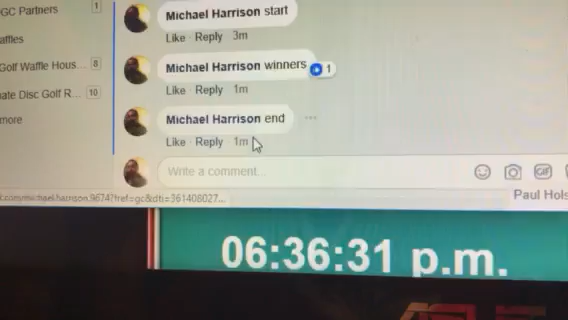 GC Partners 1
affles
Golf Waffle Hous... 8
ate Disc Golf R... 10
more
Michael Harrison start
Like · Reply · 3m
Michael Harrison winners
1
Like · Reply · 1m
Michael Harrison end
Like · Reply · 1m
Write a comment...
GIF
Paul Hols
06:36:31 p.m.